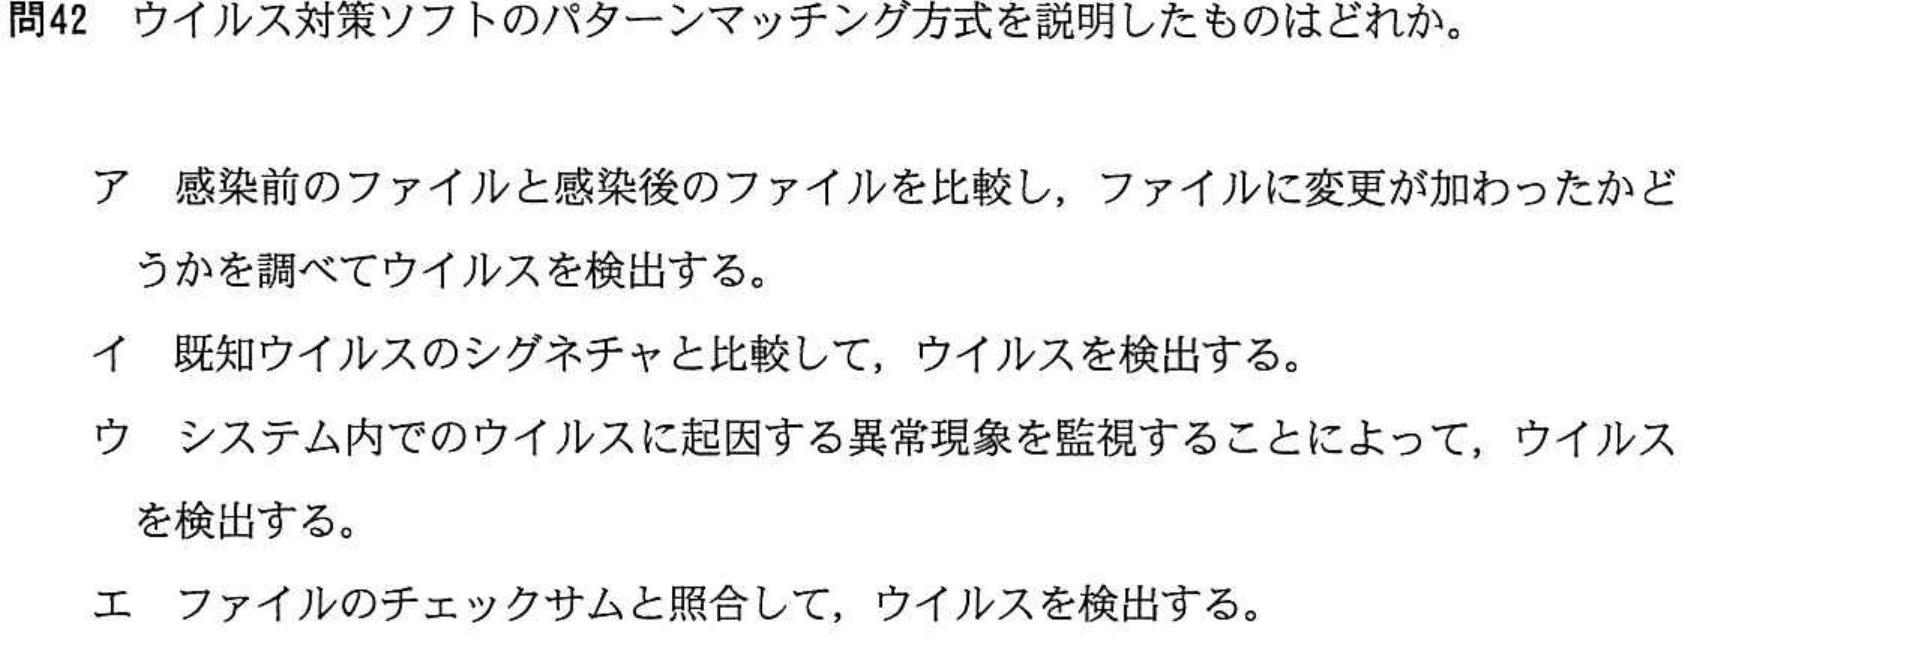 問42　ウイルス対策ソフトのパターンマッチング方式を説明したものはどれか。
ア　感染前のファイルと感染後のファイルを比較し，ファイルに変更が加わったかど
うかを調べてウイルスを検出する。
イ　既知ウイルスのシグネチャと比較して，ウイルスを検出する。
ウ　システム内でのウイルスに起因する異常現象を監視することによって，ウイルス
を検出する。
エ　ファイルのチェックサムと照合して，ウイルスを検出する。